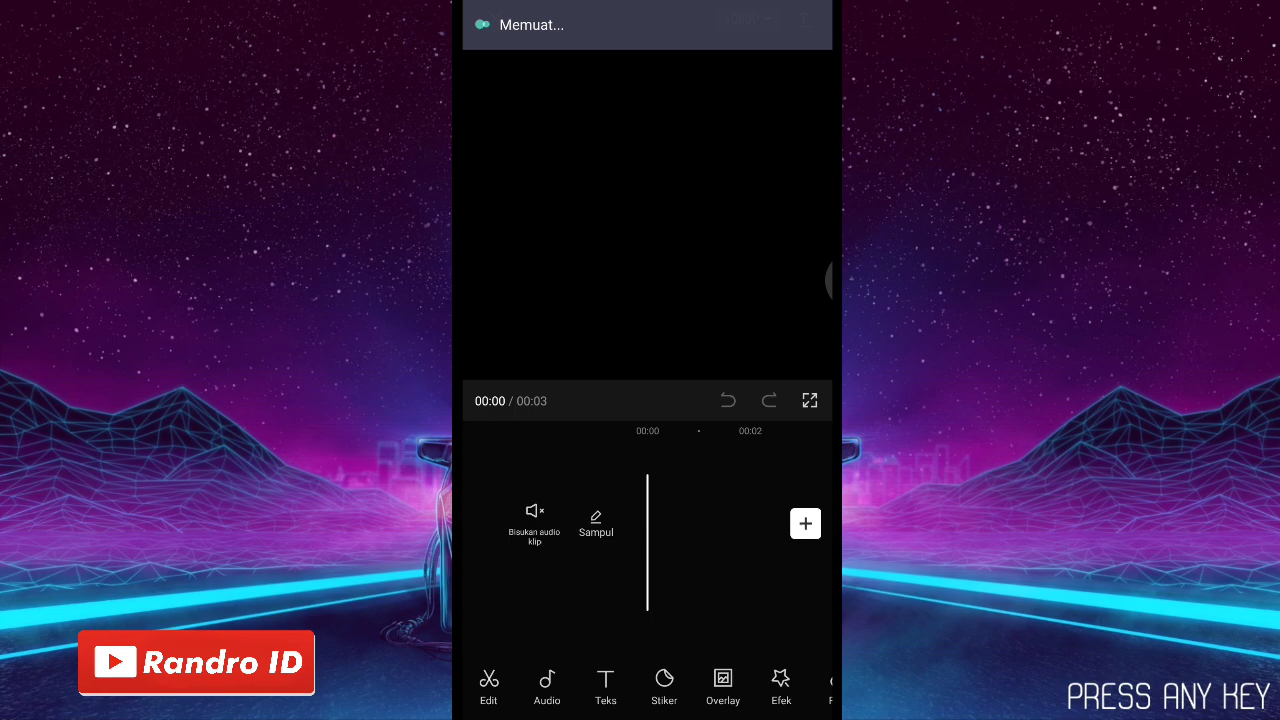 Memuat...
00:00 / 00:03
00:00
00:02
Bisukan audio
klip
Sampul
Edit
Audio
Teks
Stiker
Overlay
Efek
Randro ID
PRESS ANY KEY